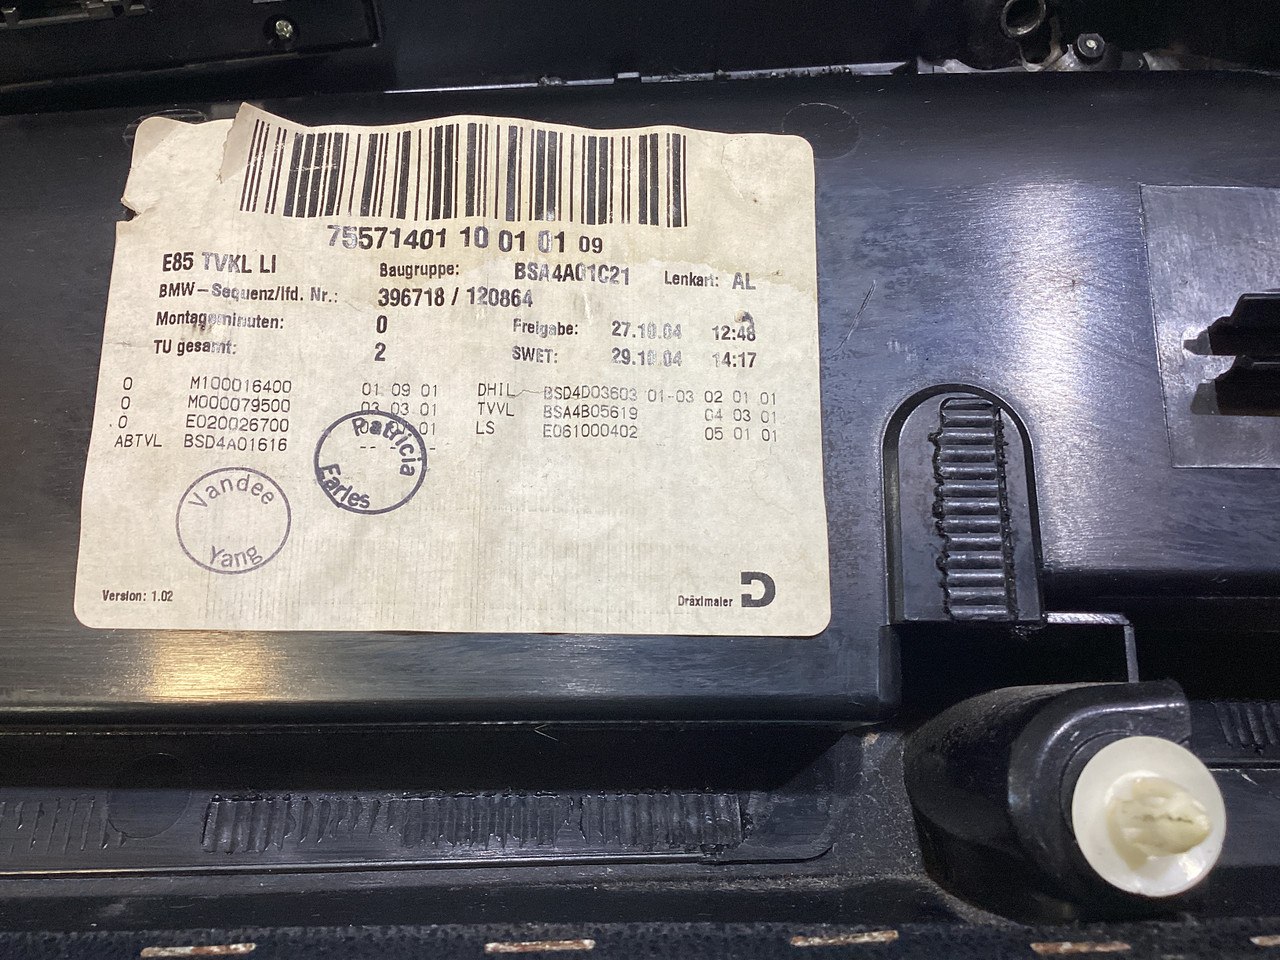 75571401 10 01 01 09
E85 TVKL LI Baugruppe: BSA4A01C21 Lenkart: AL
BMW-Sequenz/lfd. Nr.: 396718 / 120864
Montageminuten: 0 Freigabe: 27.10.04 12:48
TU gesamt: 2 SWET: 29.10.04 14:17
0 M100016400 01 09 01 DHIL BSD4D03603 01-03 02 01 01
0 M000079500 03 03 01 TVVL BSA4B05619 04 03 01
0 E020026700 01 LS E061000402 05 01 01
ABTVL BSD4A01616 -- -- --
Patricia
Earles
Vandee
Yang
Version: 1.02 Dräxlmaier D